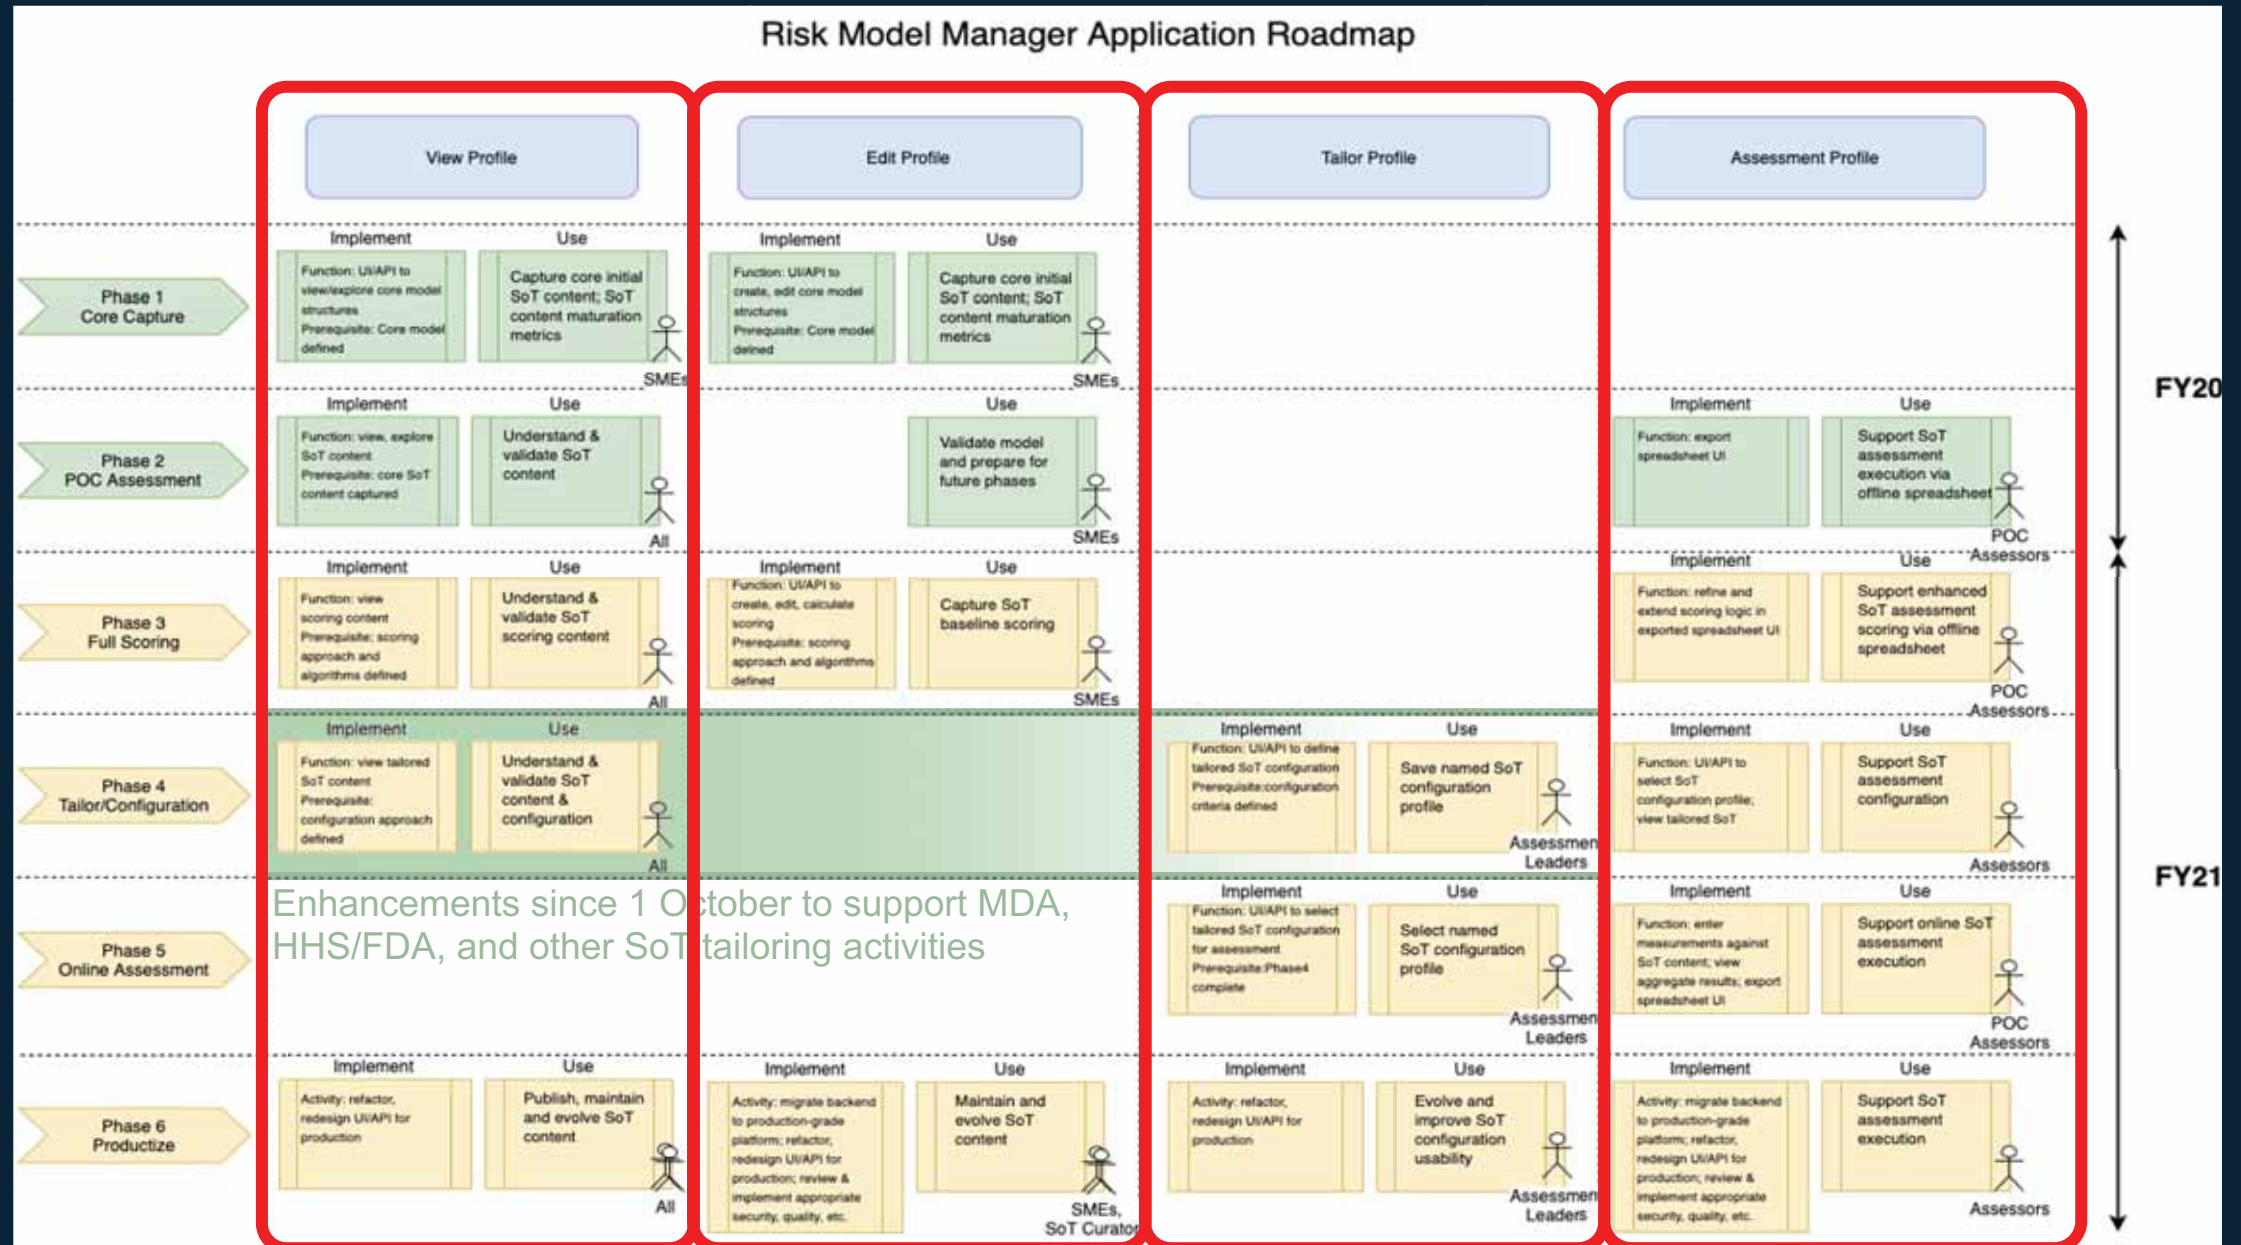 Risk Model Manager Application Roadmap
View Profile
Edit Profile
Tailor Profile
Assessment Profile
Phase 1
Core Capture
Implement
Function: UI/API to
view/explore core model
structures
Prerequisite: Core model
defined
Use
Capture core initial
SoT content; SoT
content maturation
metrics
SMEs
Implement
Function: UI/API to
create, edit core model
structures
Prerequisite: Core model
deined
Use
Capture core initial
SoT content; SoT
content maturation
metrics
SMEs
FY20
Phase 2
POC Assessment
Implement
Function: view, explore
SoT content
Prerequisite: core SoT
content captured
Use
Understand &
validate SoT
content
All
Use
Validate model
and prepare for
future phases
SMEs
Implement
Function: export
spreadsheet UI
Use
Support SoT
assessment
execution via
offline spreadsheet
POC
Assessors
Phase 3
Full Scoring
Implement
Function: view
scoring content
Prerequisite: scoring
approach and
algorithms defined
Use
Understand &
validate SoT
scoring content
All
Implement
Function: UI/API to
create, edit, calculate
scoring
Prerequisite: scoring
approach and algorithms
defined
Use
Capture SoT
baseline scoring
SMEs
Implement
Function: refine and
extend scoring logic in
exported spreadsheet UI
Use
Support enhanced
SoT assessment
scoring via offline
spreadsheet
POC
Assessors
Phase 4
Tailor/Configuration
Implement
Function: view tailored
SoT content
Prerequisite:
configuration approach
defined
Use
Understand &
validate SoT
content &
configuration
All
Implement
Function: UI/API to define
tailored SoT configuration
Prerequisite:configuration
criteria defined
Use
Save named SoT
configuration
profile
Assessmen
Leaders
Implement
Function: UI/API to
select SoT
configuration profile;
view tailored SoT
Use
Support SoT
assessment
configuration
Assessors
FY21
Enhancements since 1 October to support MDA,
HHS/FDA, and other SoT tailoring activities
Phase 5
Online Assessment
Implement
Function: UI/API to select
tailored SoT configuration
for assessment
Prerequisite:Phase4
complete
Use
Select named
SoT configuration
profile
Assessmen
Leaders
Implement
Function: enter
measurements against
SoT content; view
aggregate results; export
spreadsheet UI
Use
Support online SoT
assessment
execution
POC
Assessors
Phase 6
Productize
Implement
Activity: refactor,
redesign UI/API for
production
Use
Publish, maintain
and evolve SoT
content
All
Implement
Activity: migrate backend
to production-grade
platform; refactor,
redesign UI/API for
production; review &
implement appropriate
security, quality, etc.
Use
Maintain and
evolve SoT
content
SMEs,
SoT Curator
Implement
Activity: refactor,
redesign UI/API for
production
Use
Evolve and
improve SoT
configuration
usability
Assessmen
Leaders
Implement
Activity: migrate backend
to production-grade
platform; refactor,
redesign UI/API for
production; review &
implement appropriate
security, quality, etc.
Use
Support SoT
assessment
execution
Assessors